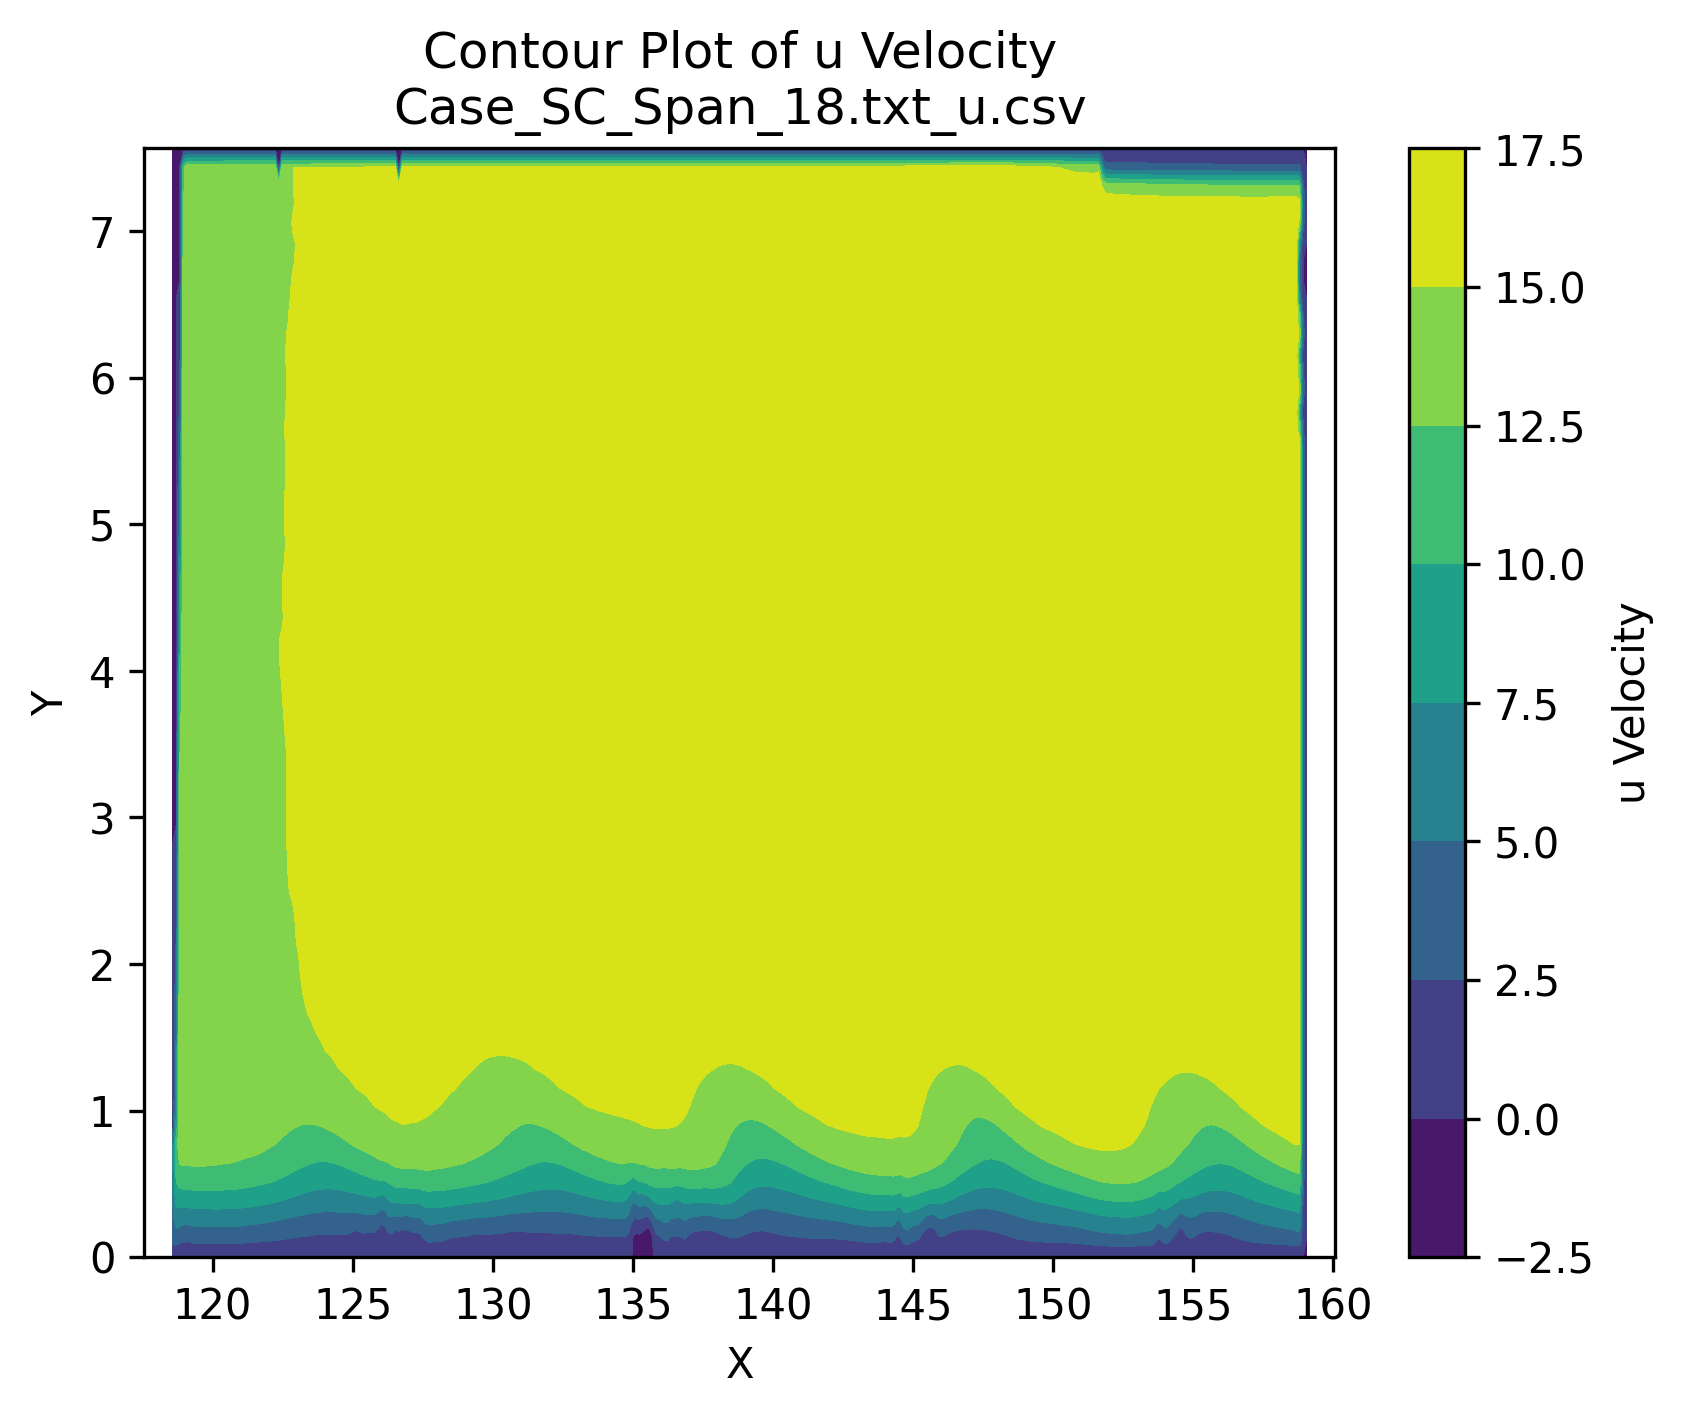 Contour Plot of u Velocity
Case_SC_Span_18.txt_u.csv
7
6
5
4
3
2
1
0
Y
120 125 130 135 140 145 150 155 160
X
17.5
15.0
12.5
10.0
7.5
5.0
2.5
0.0
−2.5
u Velocity